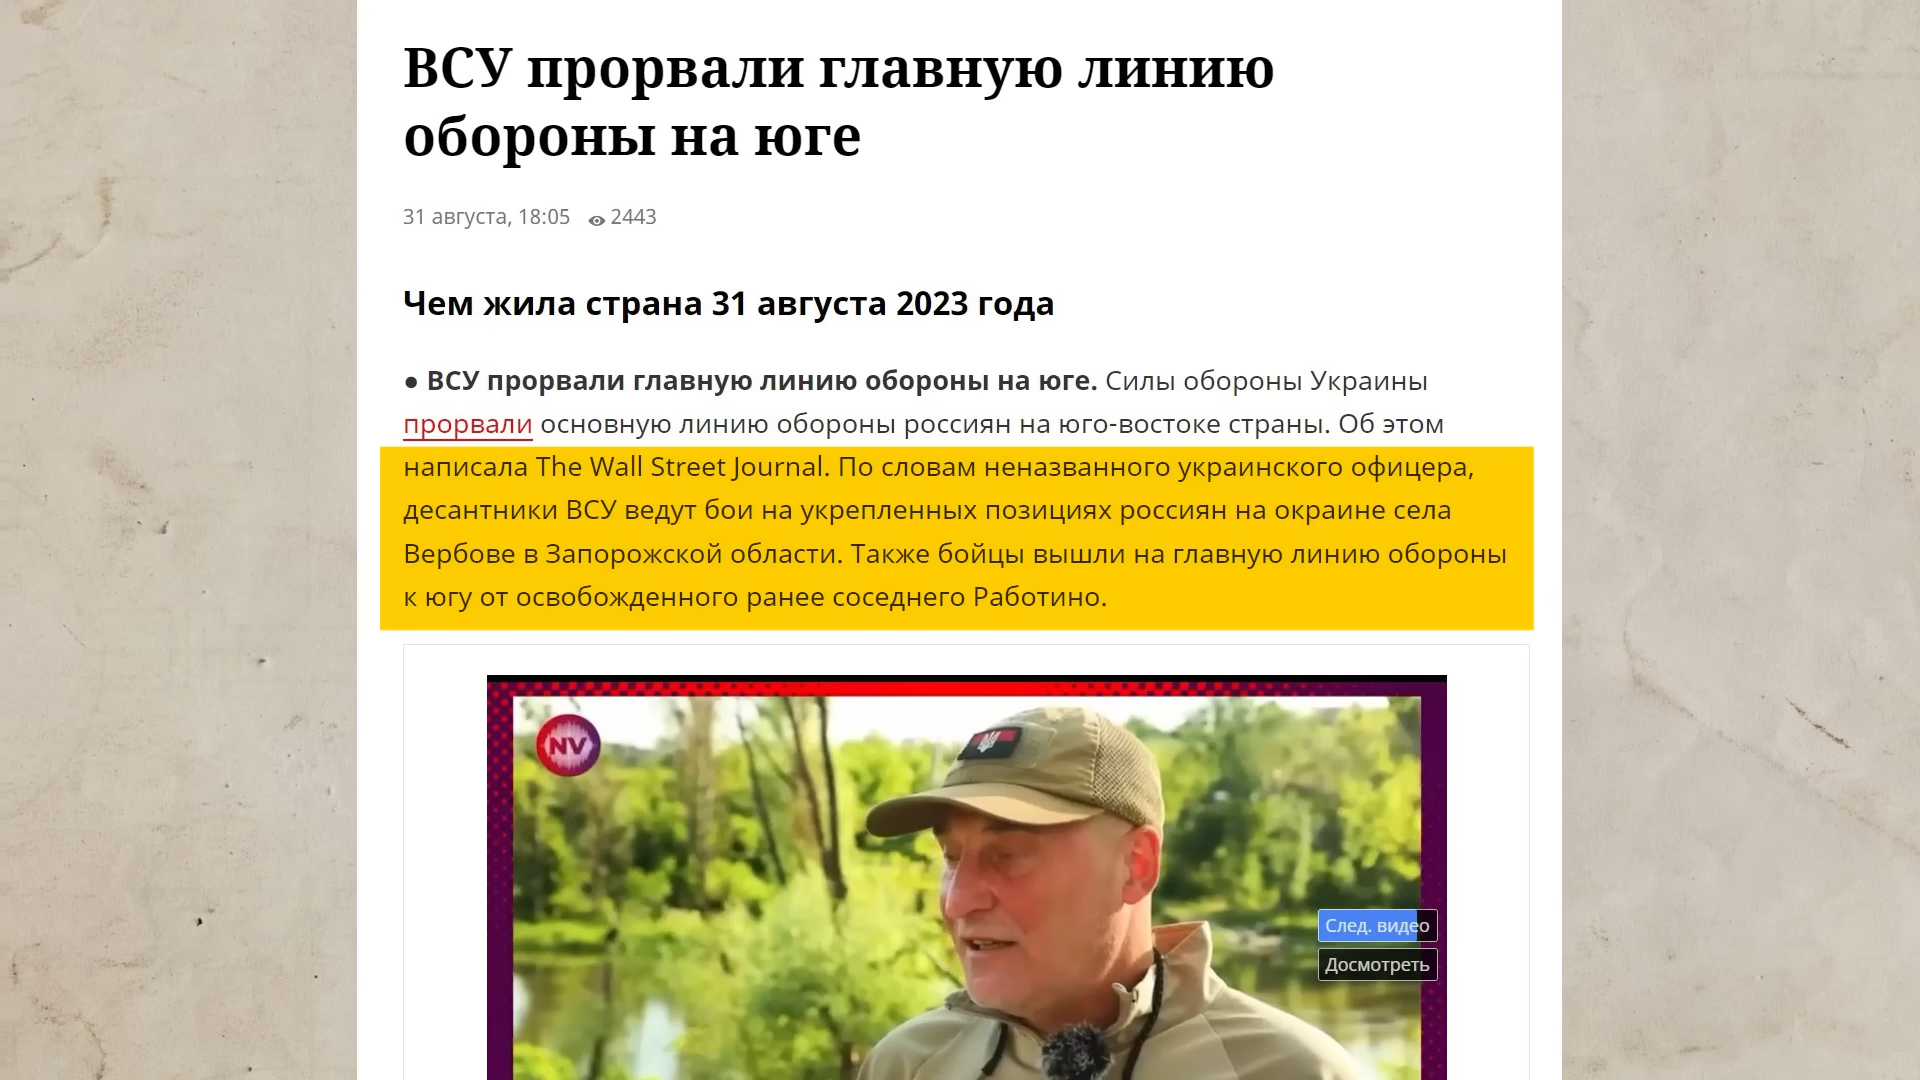 ВСУ прорвали главную линию
обороны на юге
31 августа, 18:05 2443
Чем жила страна 31 августа 2023 года
● ВСУ прорвали главную линию обороны на юге. Силы обороны Украины
прорвали основную линию обороны россиян на юго-востоке страны. Об этом
написала The Wall Street Journal. По словам неназванного украинского офицера,
десантники ВСУ ведут бои на укрепленных позициях россиян на окраине села
Вербове в Запорожской области. Также бойцы вышли на главную линию обороны
к югу от освобожденного ранее соседнего Работино.
NV
След. видео
Досмотреть